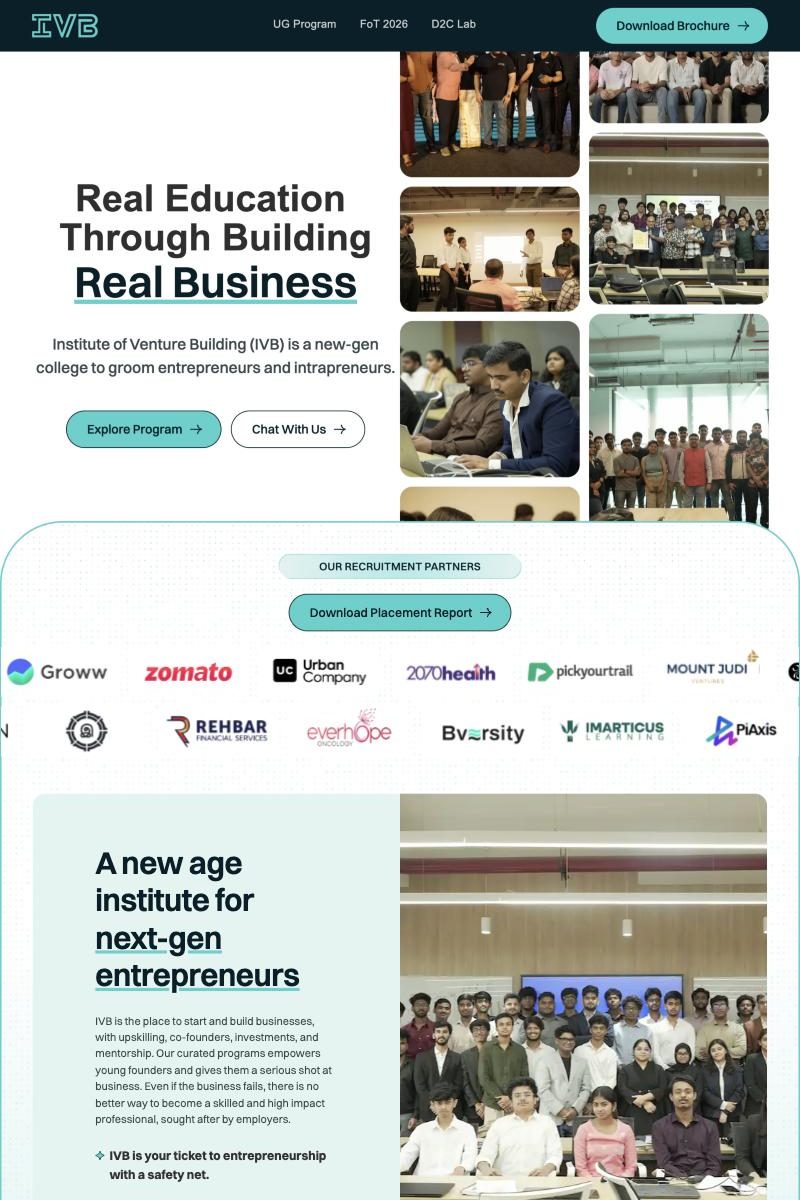 IVB
UG Program
FoT 2026
D2C Lab
Download Brochure
Real Education
Through Building
Real Business
Institute of Venture Building (IVB) is a new-gen
college to groom entrepreneurs and intrapreneurs.
Explore Program
Chat With Us
OUR RECRUITMENT PARTNERS
Download Placement Report
Groww
zomato
UC Urban
Company
2070health
pickyourtrail
MOUNT JUDI
VENTURES
N
REHBAR
FINANCIAL SERVICES
everhope
ONCOLOGY
Bversity
IMARTICUS
LEARNING
PiAxis
A new age
institute for
next-gen
entrepreneurs
IVB is the place to start and build businesses,
with upskilling, co-founders, investments, and
mentorship. Our curated programs empowers
young founders and gives them a serious shot at
business. Even if the business fails, there is no
better way to become a skilled and high impact
professional, sought after by employers.
IVB is your ticket to entrepreneurship
with a safety net.